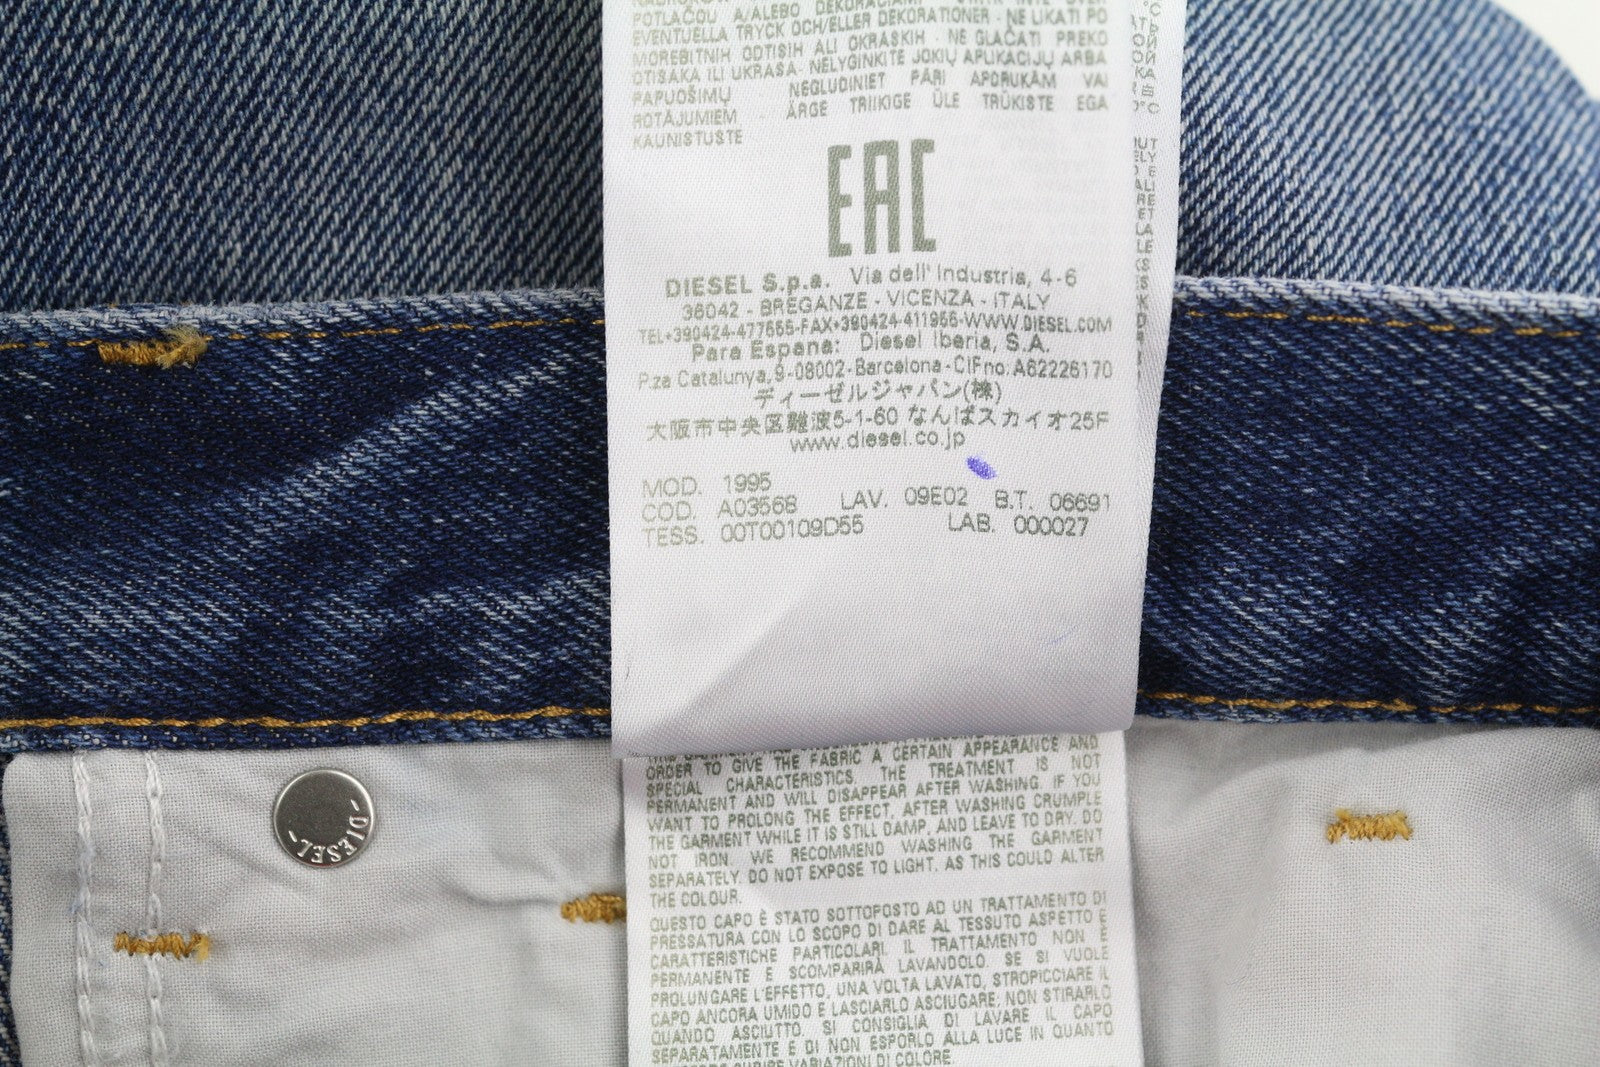 POTLAČOU A/ALEBO DEKORÁCIAMI
EVENTUELLA TRYCK OCH/ELLER DEKORATIONER - NE LIKATI PO
MOREBITNIH ODTISIH ALI OKRASKIH - NE GLAČATI PREKO
OTISAKA ILI UKRASA - NELYGINKITE JOKIŲ APLIKACIJŲ ARBA
PAPUOŠIMŲ - NEGLUDINIET PĀRI APDRUKĀM VAI
ROTĀJUMIEM - ÄRGE TRIIKIGE ÜLE TRÜKISTE EGA
KAUNISTUSTE
EAC
DIESEL S.p.a. Via dell' Industria, 4-6
36042 - BREGANZE - VICENZA - ITALY
TEL+390424-477555-FAX+390424-411955-WWW.DIESEL.COM
Para Espana: Diesel Iberia, S.A.
P.za Catalunya, 9-08002-Barcelona-CIFno.A62226170
ディーゼルジャパン(株)
大阪市中央区難波5-1-60 なんばスカイオ25F
www.diesel.co.jp
MOD. 1995
COD. A03568 LAV. 09E02 B.T. 06691
TESS. 00T00109D55 LAB. 000027
ORDER TO GIVE THE FABRIC A CERTAIN APPEARANCE AND
SPECIAL CHARACTERISTICS. THE TREATMENT IS NOT
PERMANENT AND WILL DISAPPEAR AFTER WASHING. IF YOU
WANT TO PROLONG THE EFFECT, AFTER WASHING CRUMPLE
THE GARMENT WHILE IT IS STILL DAMP, AND LEAVE TO DRY. DO
NOT IRON. WE RECOMMEND WASHING THE GARMENT
SEPARATELY. DO NOT EXPOSE TO LIGHT, AS THIS COULD ALTER
THE COLOUR.
QUESTO CAPO È STATO SOTTOPOSTO AD UN TRATTAMENTO DI
PRESSATURA CON LO SCOPO DI DARE AL TESSUTO ASPETTO E
CARATTERISTICHE PARTICOLARI. IL TRATTAMENTO NON È
PERMANENTE E SCOMPARIRÀ LAVANDOLO. SE SI VUOLE
PROLUNGARE L'EFFETTO, UNA VOLTA LAVATO, STROPICCIARE IL
CAPO ANCORA UMIDO E LASCIARLO ASCIUGARE. NON STIRARLO
QUANDO ASCIUTTO. SI CONSIGLIA DI LAVARE IL CAPO
SEPARATAMENTE E DI NON ESPORLO ALLA LUCE IN QUANTO
SUBIRE VARIAZIONI DI COLORE.
-DIESEL-